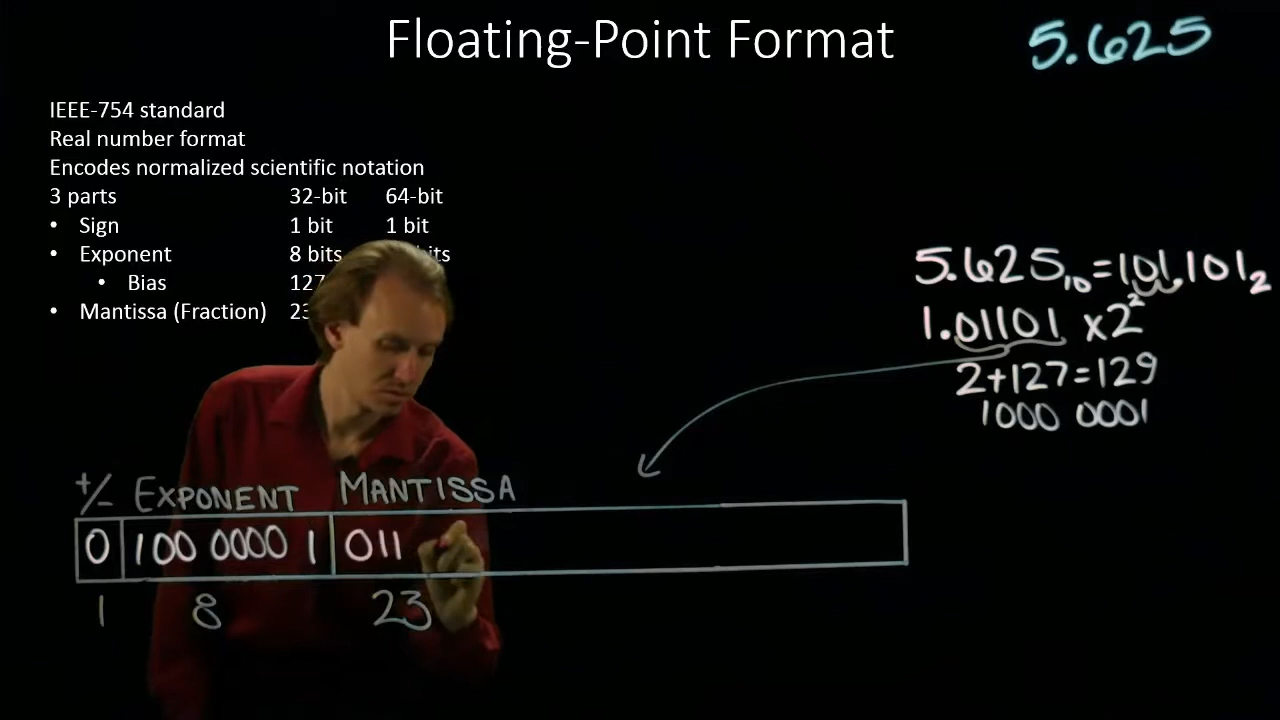 Floating-Point Format
5.625
IEEE-754 standard
Real number format
Encodes normalized scientific notation
3 parts 32-bit 64-bit
• Sign 1 bit 1 bit
• Exponent 8 bits
• Bias 127
• Mantissa (Fraction)
5.625₁₀=101.101₂
1.01101 x2²
2+127=129
1000 0001
+/- EXPONENT MANTISSA
0 100 0000 1 011
1 8 23